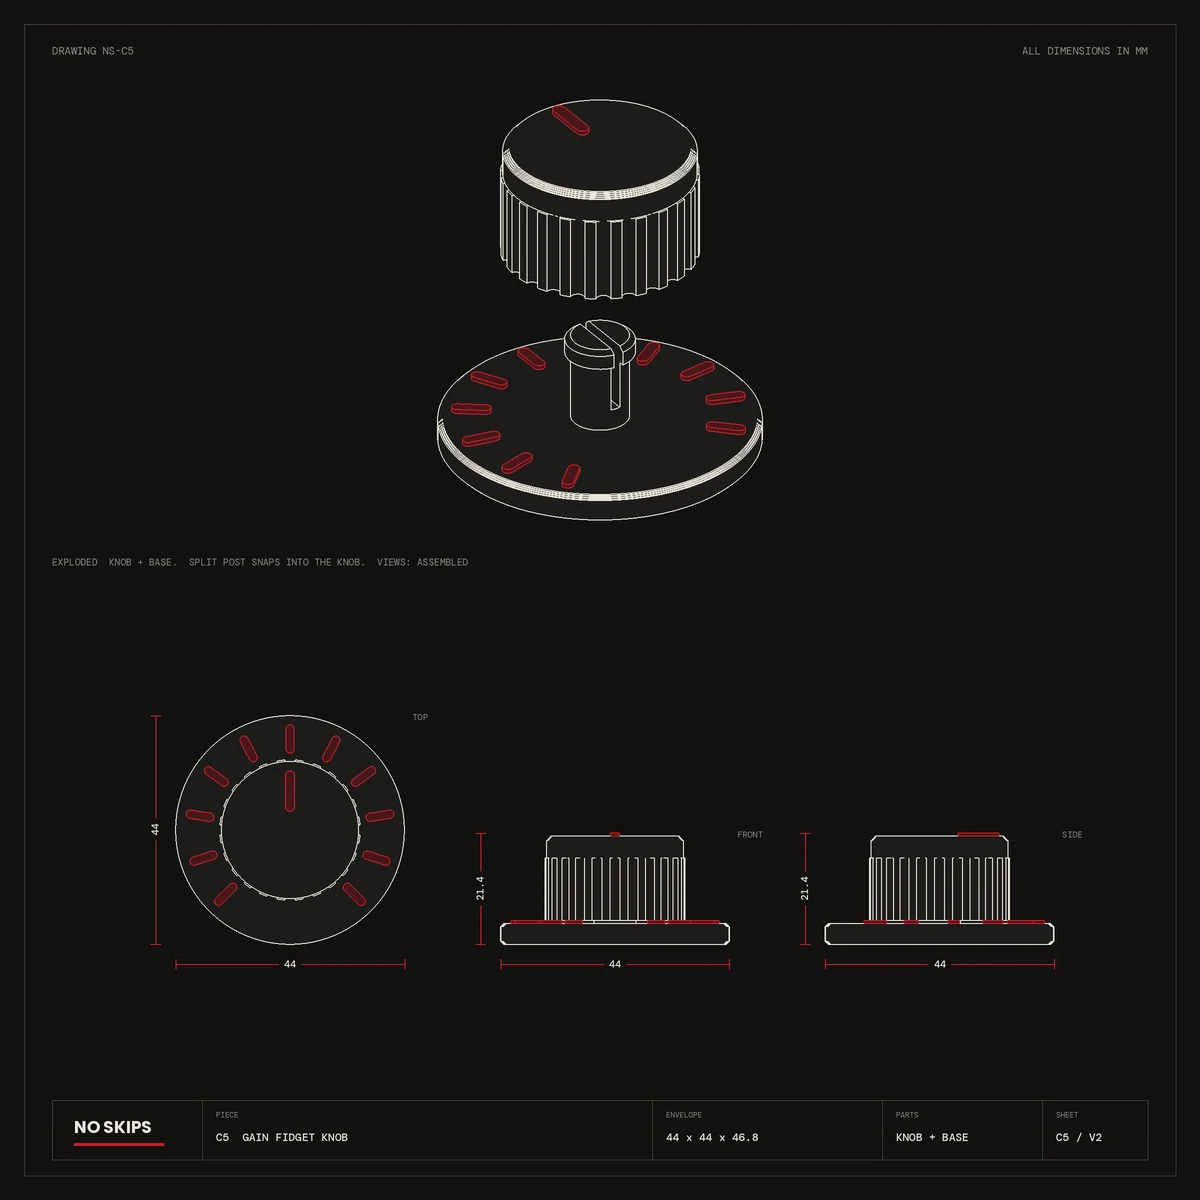 DRAWING NS-C5
ALL DIMENSIONS IN MM
EXPLODED  KNOB + BASE.  SPLIT POST SNAPS INTO THE KNOB.  VIEWS: ASSEMBLED
TOP
44
44
FRONT
21.4
44
SIDE
21.4
44
NO SKIPS
PIECE
C5  GAIN FIDGET KNOB
ENVELOPE
44 x 44 x 46.8
PARTS
KNOB + BASE
SHEET
C5 / V2